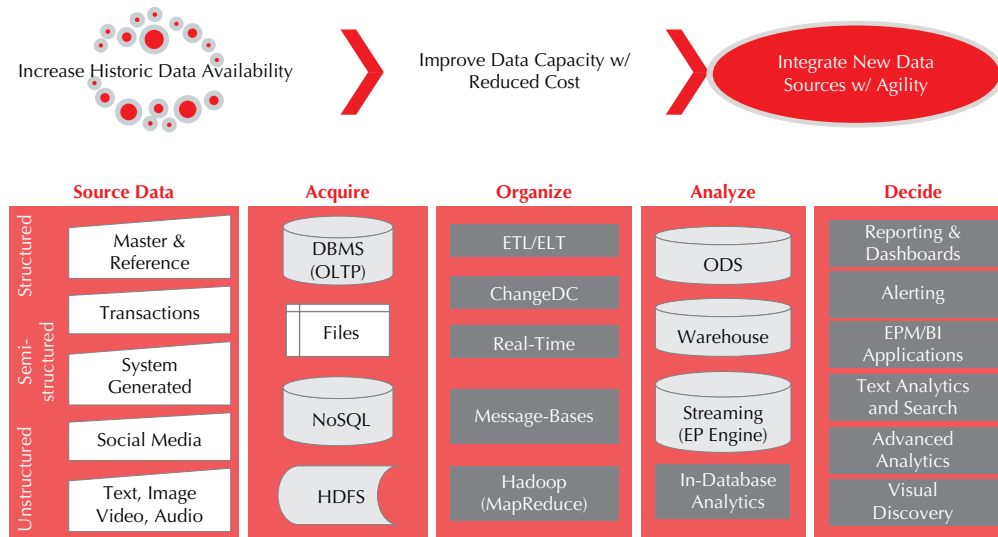 Increase Historic Data Availability
Improve Data Capacity w/
Reduced Cost
Integrate New Data
Sources w/ Agility
Source Data
Structured
Semi-
structured
Unstructured
Master &
Reference
Transactions
System
Generated
Social Media
Text, Image
Video, Audio
Acquire
DBMS
(OLTP)
Files
NoSQL
HDFS
Organize
ETL/ELT
ChangeDC
Real-Time
Message-Bases
Hadoop
(MapReduce)
Analyze
ODS
Warehouse
Streaming
(EP Engine)
In-Database
Analytics
Decide
Reporting &
Dashboards
Alerting
EPM/BI
Applications
Text Analytics
and Search
Advanced
Analytics
Visual
Discovery